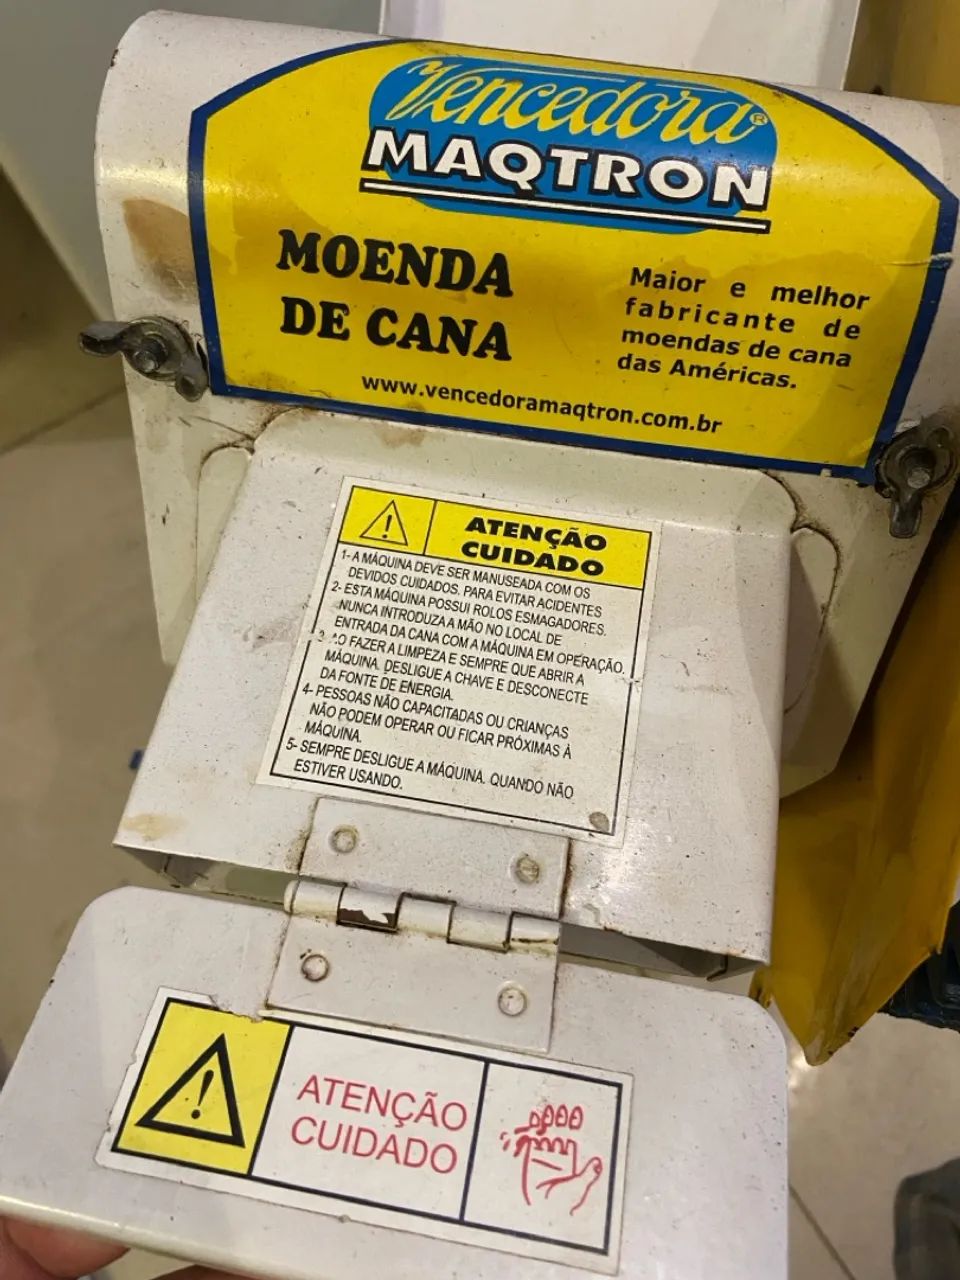 Vencedora®
MAQTRON
MOENDA
DE CANA
Maior e melhor
fabricante de
moendas de cana
das Américas.
www.vencedoramaqtron.com.br
ATENÇÃO
CUIDADO
1- A MÁQUINA DEVE SER MANUSEADA COM OS
DEVIDOS CUIDADOS. PARA EVITAR ACIDENTES
2- ESTA MÁQUINA POSSUI ROLOS ESMAGADORES.
NUNCA INTRODUZA A MÃO NO LOCAL DE
ENTRADA DA CANA COM A MÁQUINA EM OPERAÇÃO.
3- AO FAZER A LIMPEZA E SEMPRE QUE ABRIR A
MÁQUINA. DESLIGUE A CHAVE E DESCONECTE
DA FONTE DE ENERGIA.
4- PESSOAS NÃO CAPACITADAS OU CRIANÇAS
NÃO PODEM OPERAR OU FICAR PRÓXIMAS À
MÁQUINA.
5- SEMPRE DESLIGUE A MÁQUINA. QUANDO NÃO
ESTIVER USANDO.
ATENÇÃO
CUIDADO